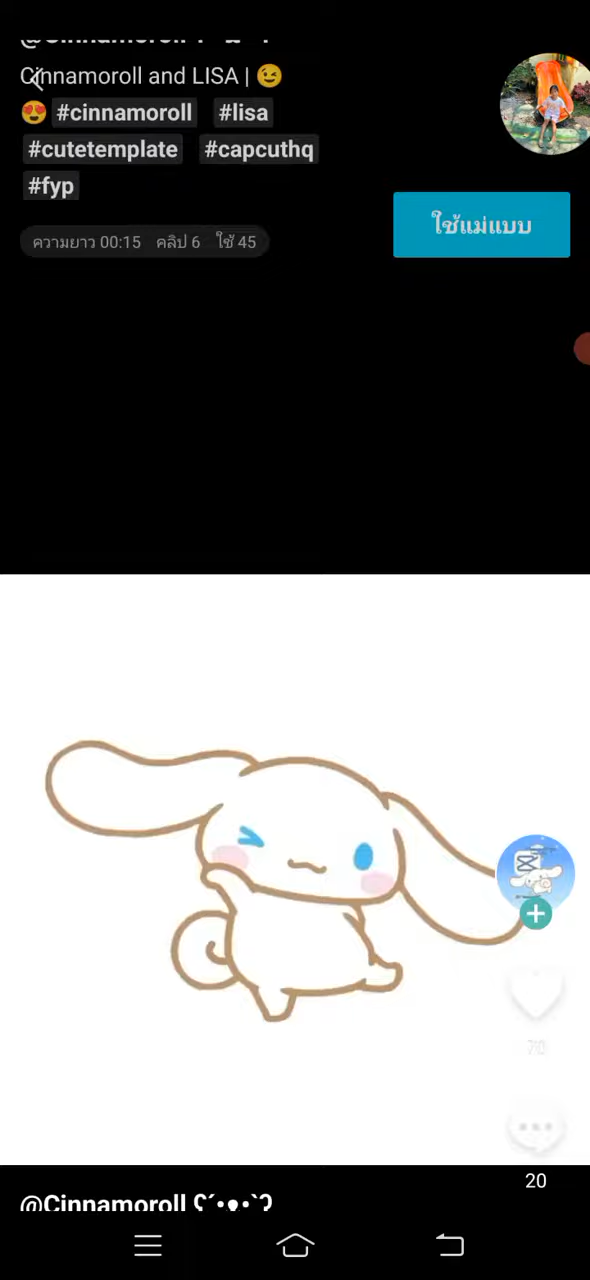 Cinnamoroll and LISA | 😉
😍 #cinnamoroll #lisa
#cutetemplate #capcuthq
#fyp
ความยาว 00:15 คลิป 6 ใช้ 45
ใช้แม่แบบ
20
@Cinnamoroll ʕ´•ᴥ•`ʔ